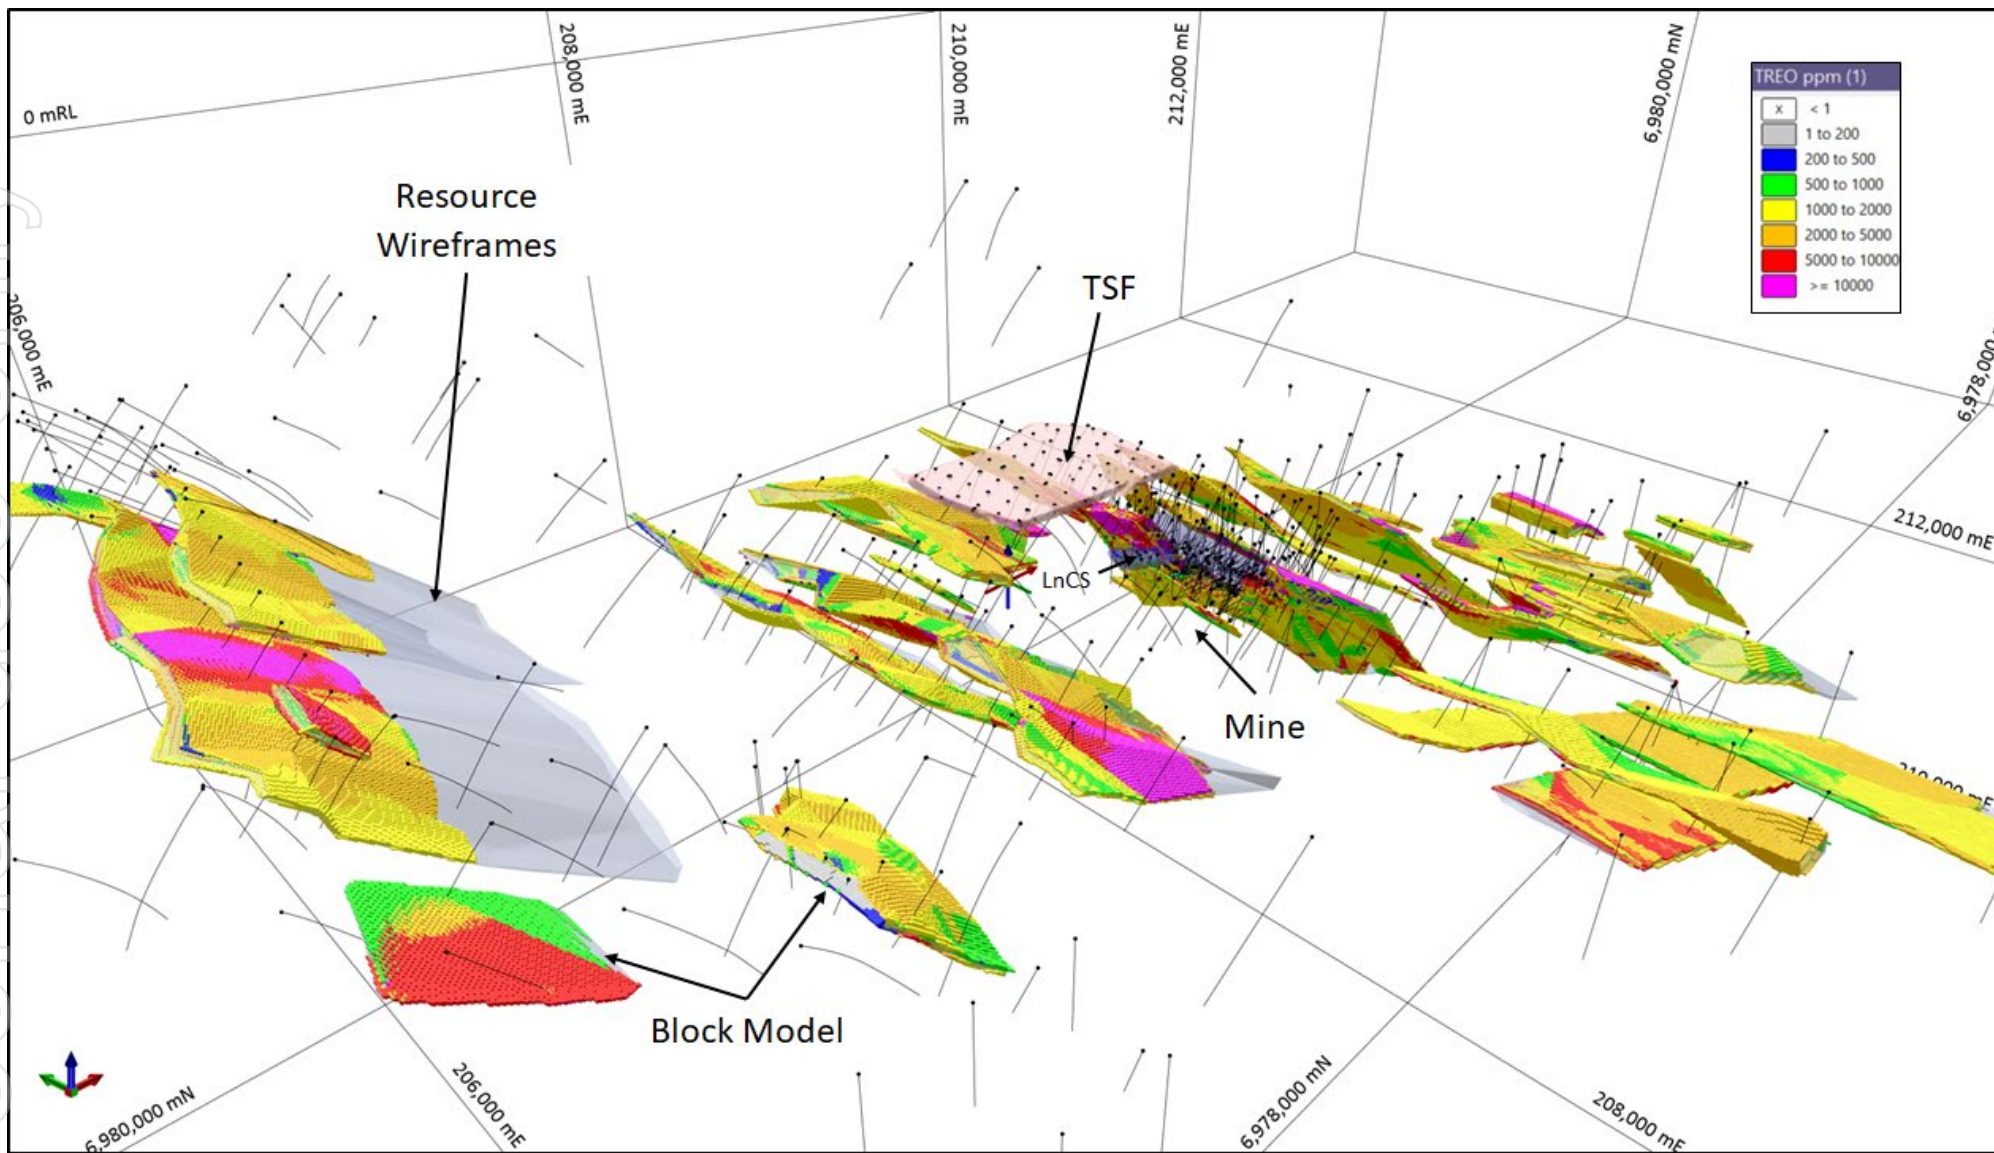 0 mRL
208,000 mE
210,000 mE
212,000 mE
6,980,000 mN
TREO ppm (1)
x < 1
1 to 200
200 to 500
500 to 1000
1000 to 2000
2000 to 5000
5000 to 10000
>= 10000
Resource
Wireframes
TSF
206,000 mE
6,978,000
LnCS
212,000 mE
Mine
210,000 mE
Block Model
6,980,000 mN
206,000 mE
6,978,000 mN
208,000 mE